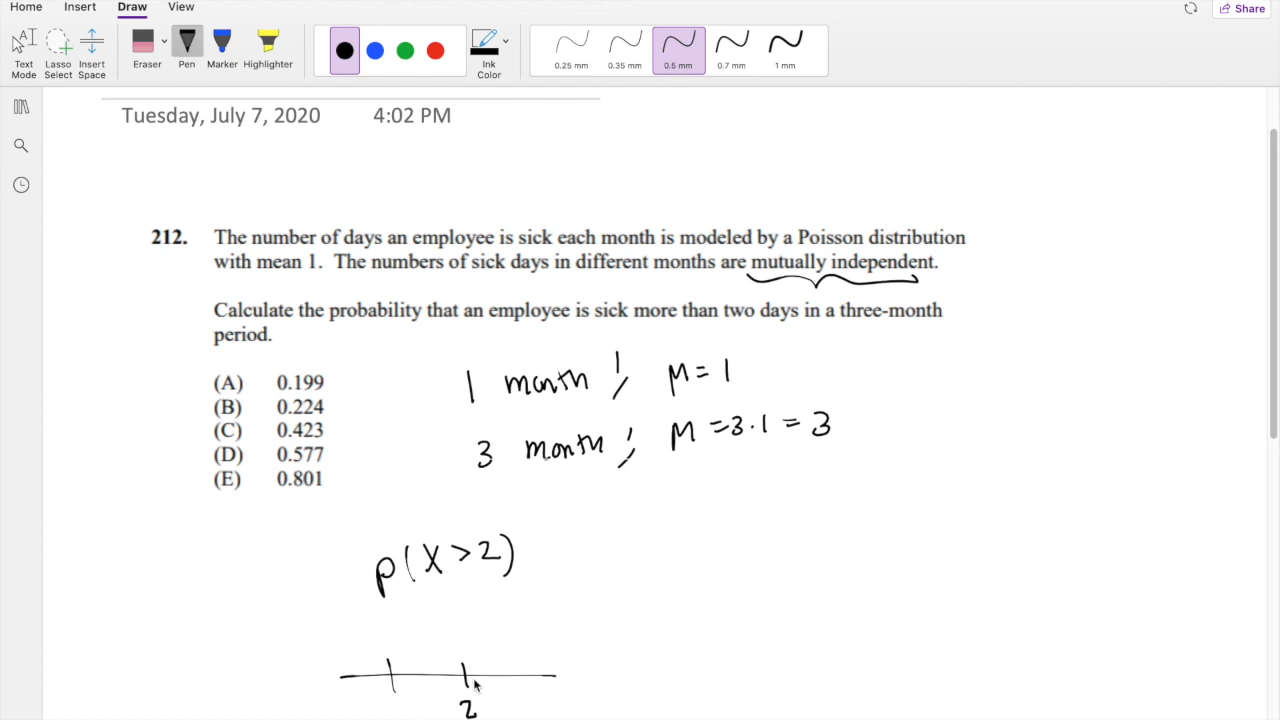 Home Insert Draw View Share
Text Mode Lasso Select Insert Space Eraser Pen Marker Highlighter Ink Color 0.25 mm 0.35 mm 0.5 mm 0.7 mm 1 mm
Tuesday, July 7, 2020 4:02 PM
212. The number of days an employee is sick each month is modeled by a Poisson distribution
with mean 1. The numbers of sick days in different months are mutually independent.
Calculate the probability that an employee is sick more than two days in a three-month
period.
(A) 0.199
(B) 0.224
(C) 0.423
(D) 0.577
(E) 0.801
1 month ; μ = 1
3 month ; μ = 3 · 1 = 3
p(X > 2)
2